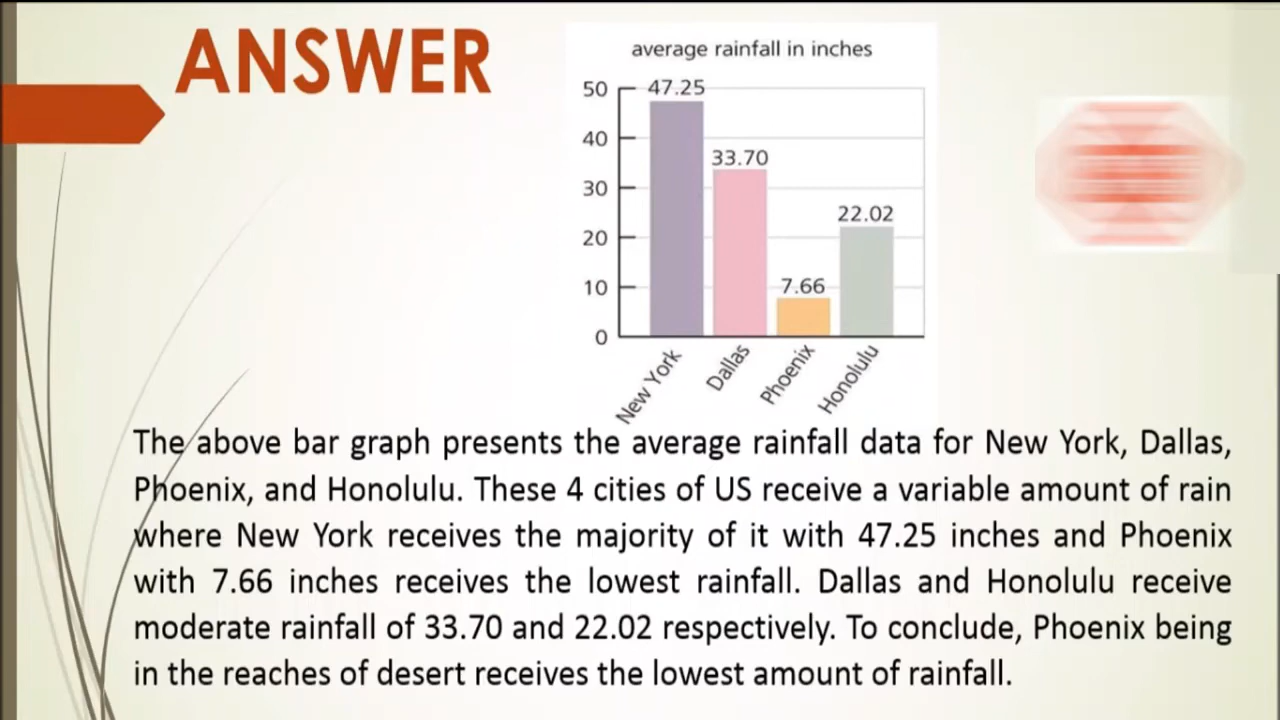 ANSWER
average rainfall in inches
50
40
30
20
10
0
47.25
33.70
7.66
22.02
New York
Dallas
Phoenix
Honolulu
The above bar graph presents the average rainfall data for New York, Dallas,
Phoenix, and Honolulu. These 4 cities of US receive a variable amount of rain
where New York receives the majority of it with 47.25 inches and Phoenix
with 7.66 inches receives the lowest rainfall. Dallas and Honolulu receive
moderate rainfall of 33.70 and 22.02 respectively. To conclude, Phoenix being
in the reaches of desert receives the lowest amount of rainfall.